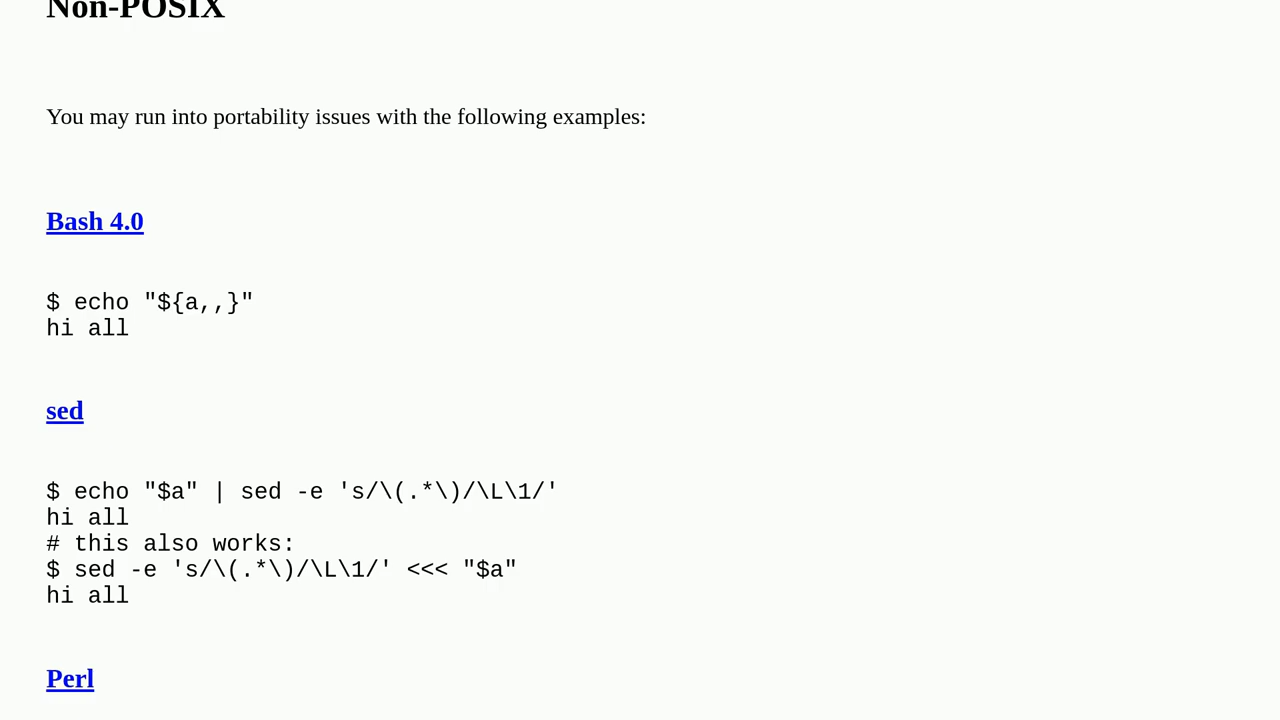 Non-POSIX
You may run into portability issues with the following examples:
Bash 4.0
$ echo "${a,,}"
hi all
sed
$ echo "$a" | sed -e 's/\(.*\)/\L\1/'
hi all
# this also works:
$ sed -e 's/\(.*\)/\L\1/' <<< "$a"
hi all
Perl